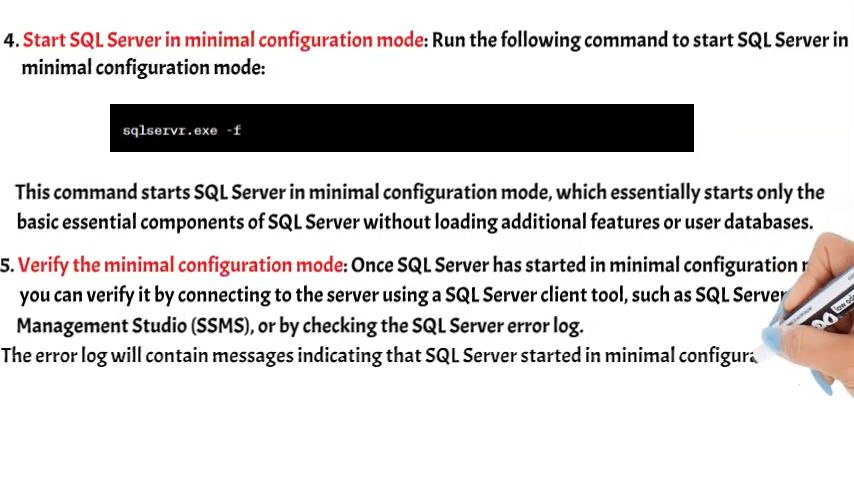 4. Start SQL Server in minimal configuration mode: Run the following command to start SQL Server in
minimal configuration mode:
sqlservr.exe -f
This command starts SQL Server in minimal configuration mode, which essentially starts only the
basic essential components of SQL Server without loading additional features or user databases.
5. Verify the minimal configuration mode: Once SQL Server has started in minimal configuration
you can verify it by connecting to the server using a SQL Server client tool, such as SQL Server
Management Studio (SSMS), or by checking the SQL Server error log.
The error log will contain messages indicating that SQL Server started in minimal configura